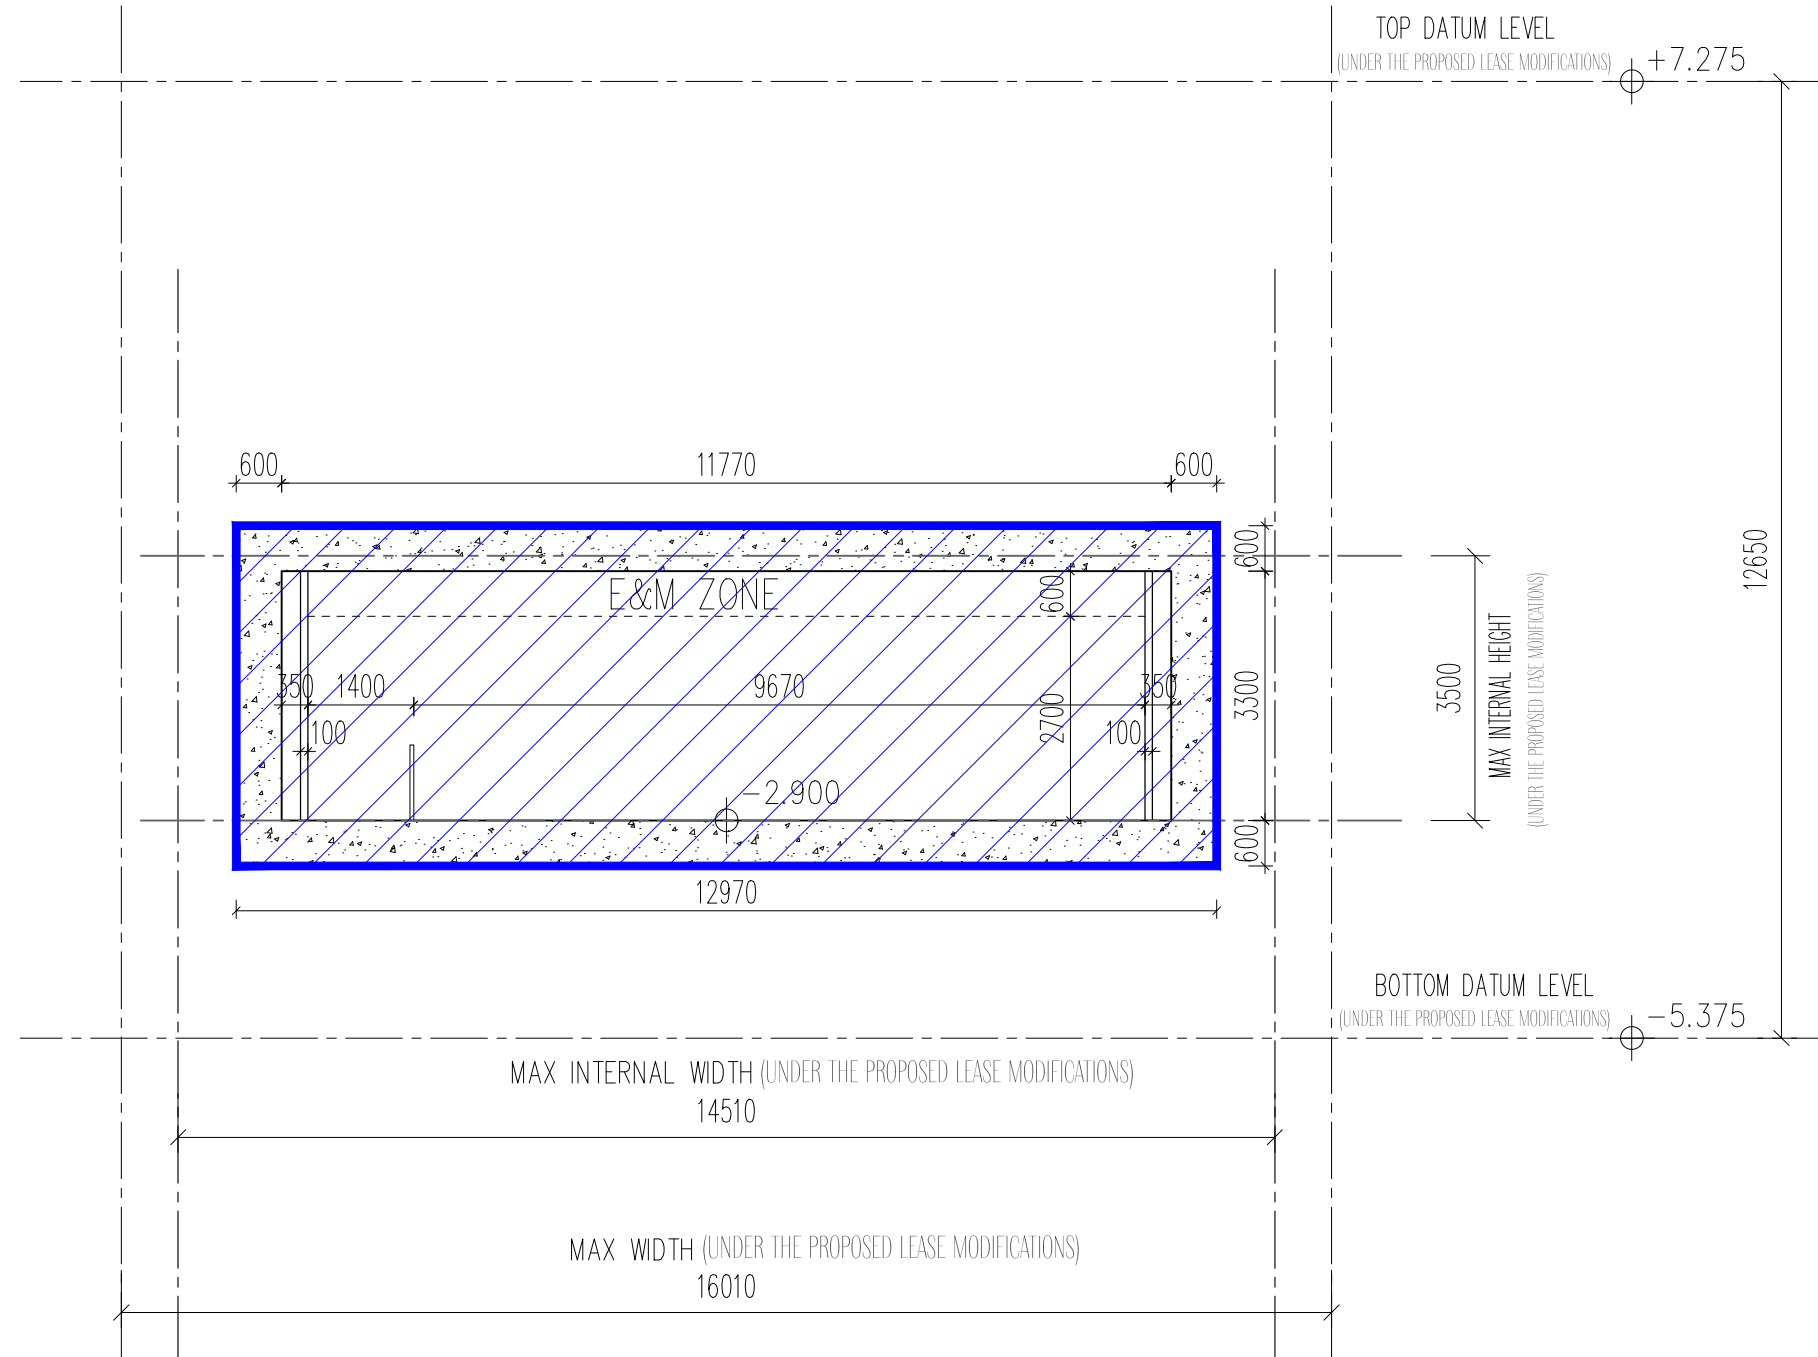 TOP DATUM LEVEL
(UNDER THE PROPOSED LEASE MODIFICATIONS)
+7.275
600
11770
600
600
12650
E&M ZONE
600
350
1400
9670
350
100
2700
100
3300
3500
MAX INTERNAL HEIGHT
(UNDER THE PROPOSED LEASE MODIFICATIONS)
-2.900
600
12970
BOTTOM DATUM LEVEL
(UNDER THE PROPOSED LEASE MODIFICATIONS)
-5.375
MAX INTERNAL WIDTH (UNDER THE PROPOSED LEASE MODIFICATIONS)
14510
MAX WIDTH (UNDER THE PROPOSED LEASE MODIFICATIONS)
16010